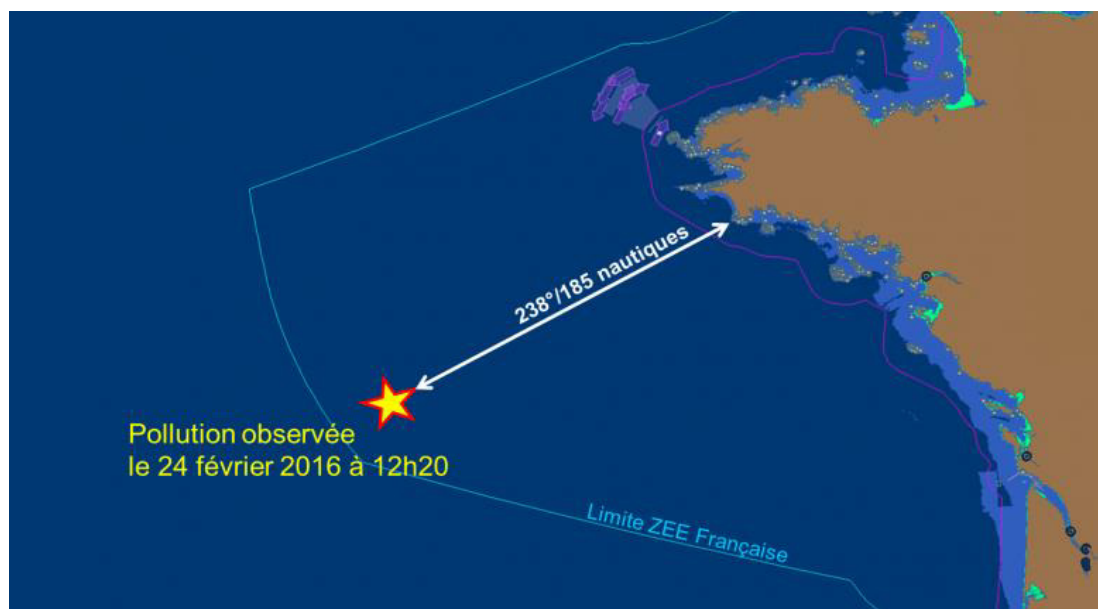 238°/185 nautiques
Pollution observée
le 24 février 2016 à 12h20
Limite ZEE Française